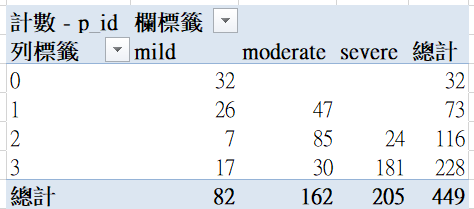 計數 - p_id 欄標籤
列標籤 mild moderate severe 總計
0 32 32
1 26 47 73
2 7 85 24 116
3 17 30 181 228
總計 82 162 205 449